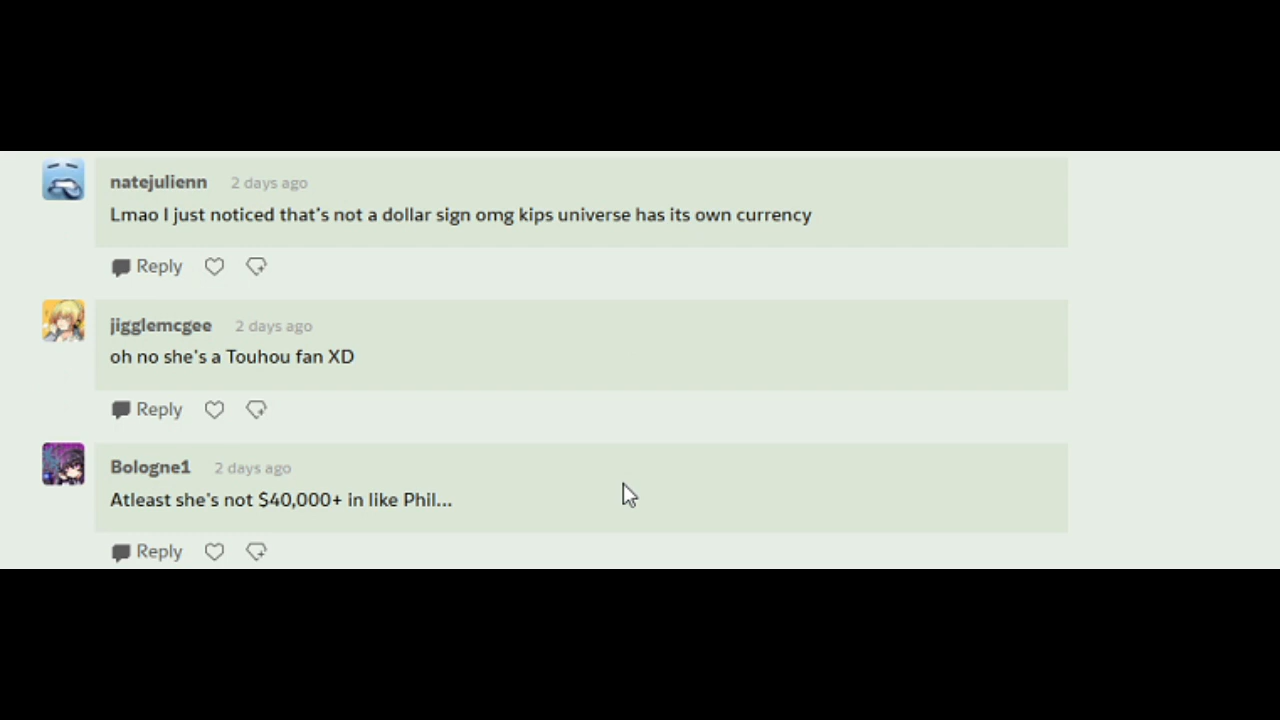 natejulienn 2 days ago
Lmao I just noticed that's not a dollar sign omg kips universe has its own currency
Reply
jigglemcgee 2 days ago
oh no she's a Touhou fan XD
Reply
Bologne1 2 days ago
Atleast she's not $40,000+ in like Phil...
Reply